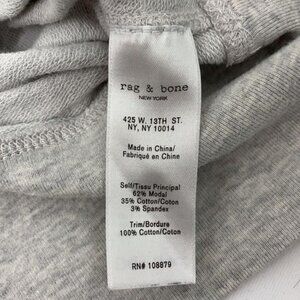 rag & bone
NEW YORK
425 W. 13TH ST.
NY, NY 10014
Made in China/
Fabriqué en Chine
Self/Tissu Principal
62% Modal
35% Cotton/Coton
3% Spandex
Trim/Bordure
100% Cotton/Coton
RN# 108879